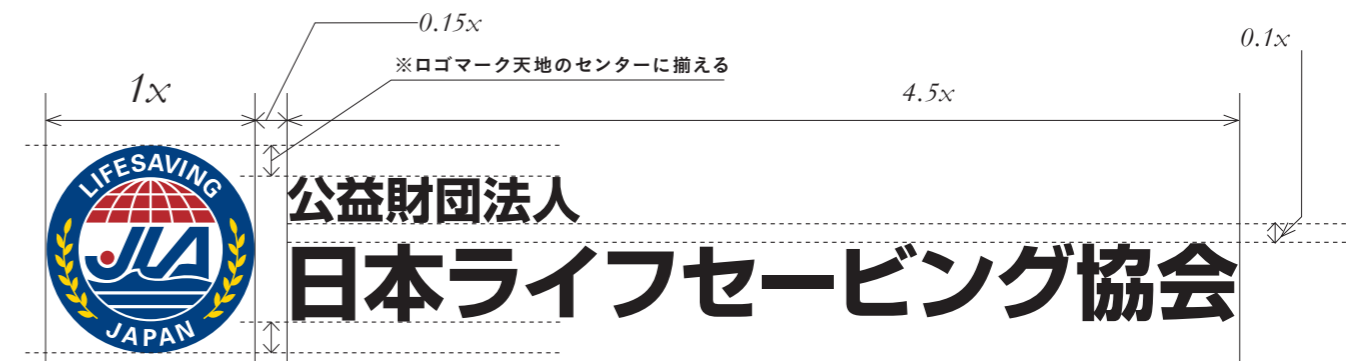 0.15x
0.1x
※ロゴマーク天地のセンターに揃える
1x
4.5x
LIFESAVING
JLA
JAPAN
公益財団法人
日本ライフセービング協会